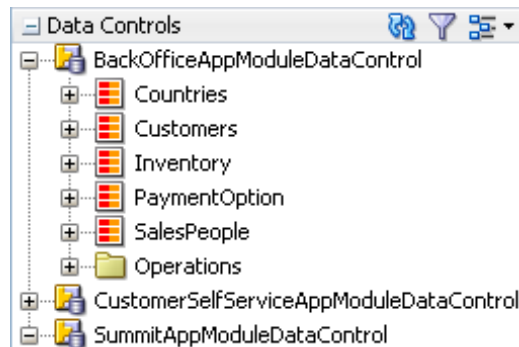 Data Controls
BackOfficeAppModuleDataControl
Countries
Customers
Inventory
PaymentOption
SalesPeople
Operations
CustomerSelfServiceAppModuleDataControl
SummitAppModuleDataControl